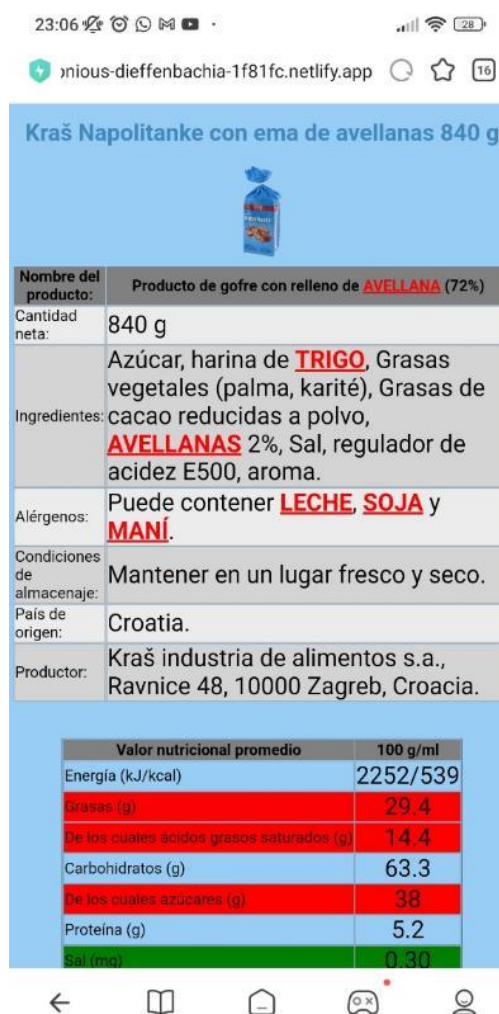 23:06
28
onious-dieffenbachia-1f81fc.netlify.app
16
Kraš Napolitanke con ema de avellanas 840 g
Nombre del producto: Producto de gofre con relleno de AVELLANA (72%)
Cantidad neta: 840 g
Ingredientes: Azúcar, harina de TRIGO, Grasas
vegetales (palma, karité), Grasas de
cacao reducidas a polvo,
AVELLANAS 2%, Sal, regulador de
acidez E500, aroma.
Alérgenos: Puede contener LECHE, SOJA y
MANÍ.
Condiciones de almacenaje: Mantener en un lugar fresco y seco.
País de origen: Croatia.
Productor: Kraš industria de alimentos s.a.,
Ravnice 48, 10000 Zagreb, Croacia.
Valor nutricional promedio 100 g/ml
Energía (kJ/kcal) 2252/539
Grasas (g) 29.4
De los cuales ácidos grasos saturados (g) 14.4
Carbohidratos (g) 63.3
De los cuales azúcares (g) 38
Proteína (g) 5.2
Sal (mg) 0.30